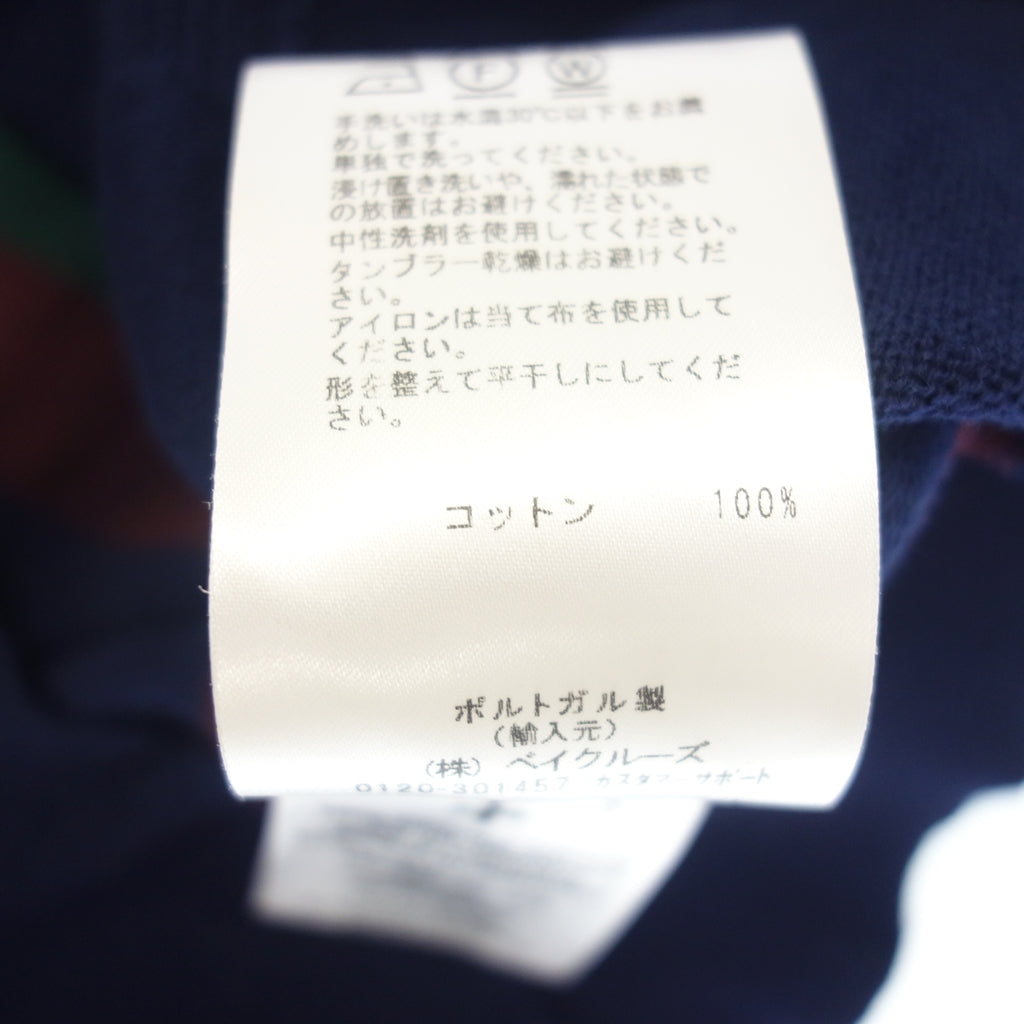 F W
手洗いは水温30℃以下をお薦
めします。
単独で洗ってください。
浸け置き洗いや、濡れた状態で
の放置はお避けください。
中性洗剤を使用してください。
タンブラー乾燥はお避けくだ
さい。
アイロンは当て布を使用して
ください。
形を整えて平干しにしてくだ
さい。
コットン 100%
ポルトガル製
(輸入元)
(株) ベイクルーズ
0120-301457 カスタマーサポート